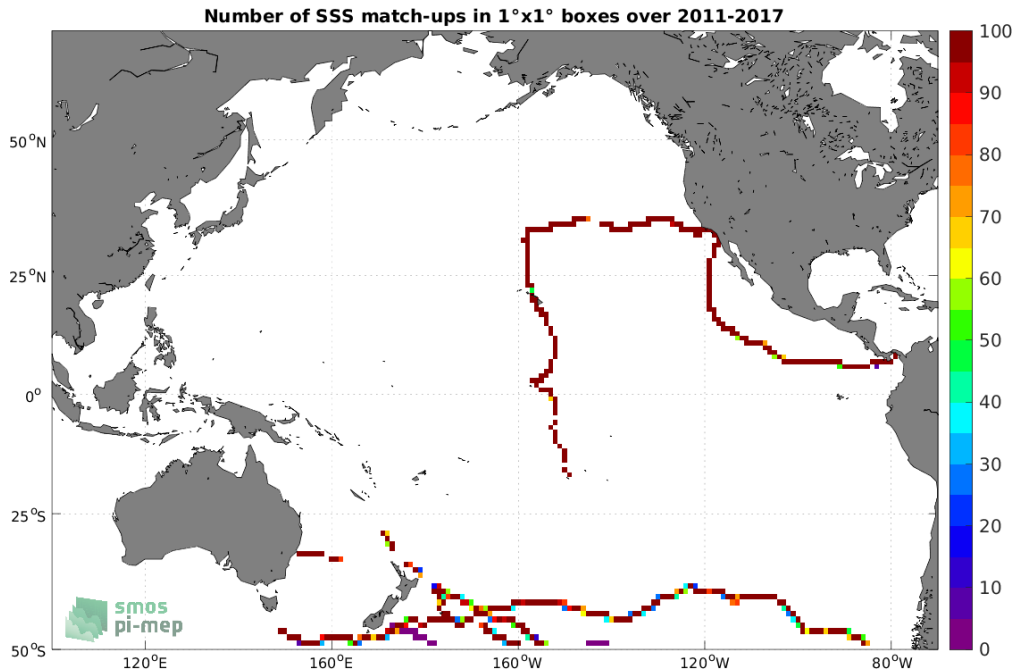 Number of SSS match-ups in 1°x1° boxes over 2011-2017
100
90
80
70
60
50
40
30
20
10
0
50°N
25°N
0°
25°S
50°S
120°E
160°E
160°W
120°W
80°W
smos
pi-mep